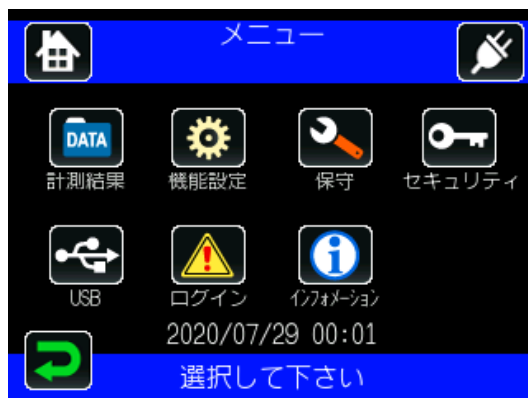 メニュー
DATA
計測結果 機能設定 保守 セキュリティ
USB ログイン インフォメーション
2020/07/29 00:01
選択して下さい